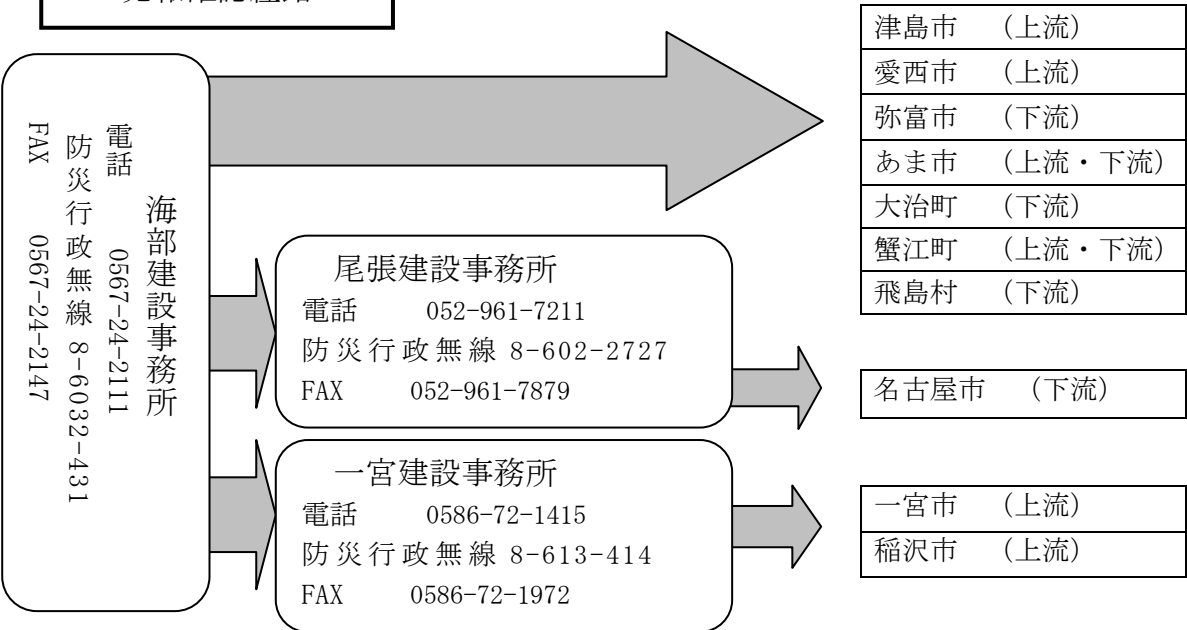 海部建設事務所
電話 0567-24-2111
防災行政無線 8-6032-431
FAX 0567-24-2147
尾張建設事務所
電話 052-961-7211
防災行政無線 8-602-2727
FAX 052-961-7879
一宮建設事務所
電話 0586-72-1415
防災行政無線 8-613-414
FAX 0586-72-1972
津島市 (上流)
愛西市 (上流)
弥富市 (下流)
あま市 (上流・下流)
大治町 (下流)
蟹江町 (上流・下流)
飛島村 (下流)
名古屋市 (下流)
一宮市 (上流)
稲沢市 (上流)